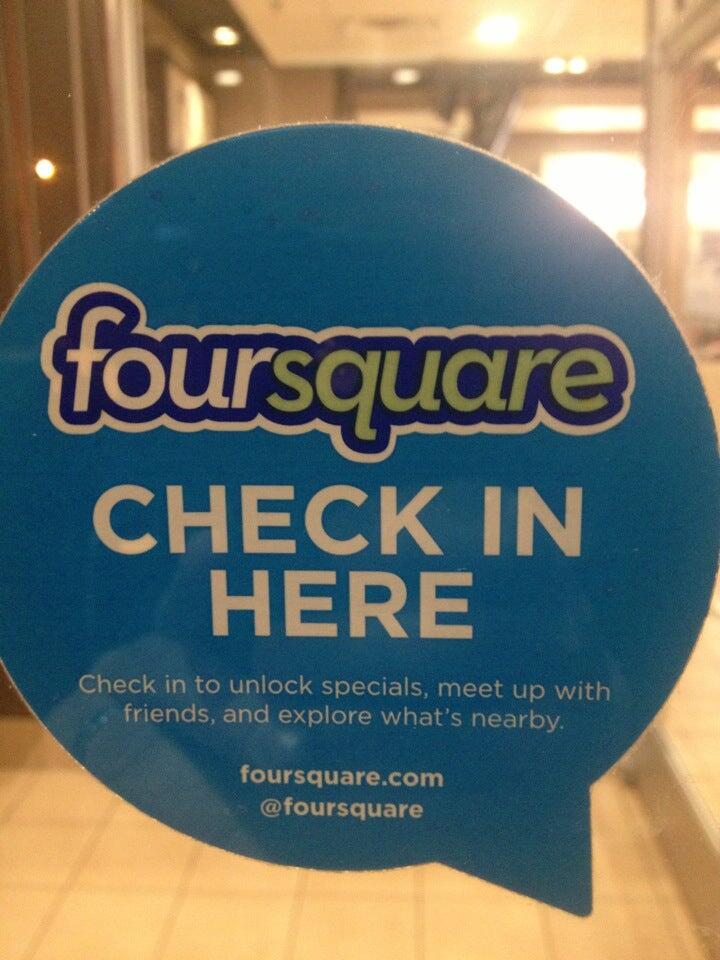 foursquare
CHECK IN
HERE
Check in to unlock specials, meet up with
friends, and explore what's nearby.
foursquare.com
@foursquare